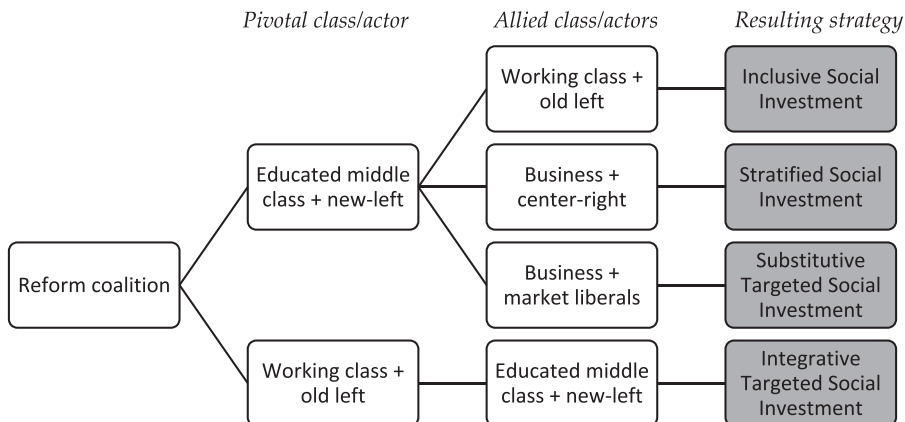 Pivotal class/actor
Allied class/actors
Resulting strategy
Working class +
old left
Inclusive Social
Investment
Educated middle
class + new-left
Business +
center-right
Stratified Social
Investment
Reform coalition
Business +
market liberals
Substitutive
Targeted Social
Investment
Working class +
old left
Educated middle
class + new-left
Integrative
Targeted Social
Investment